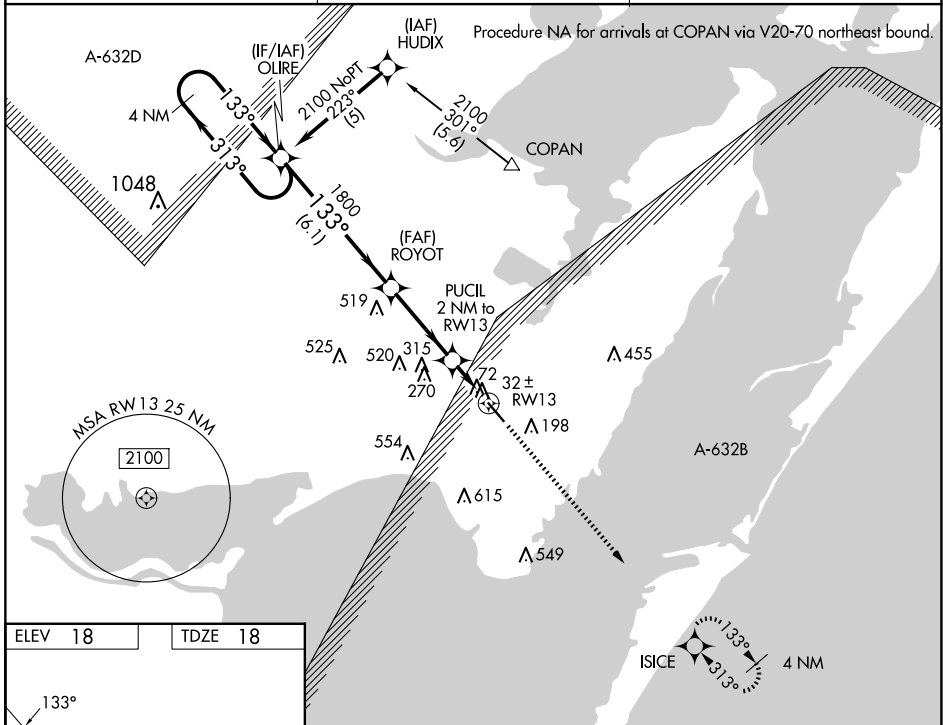 Procedure NA for arrivals at COPAN via V20-70 northeast bound.
(IAF)
HUDIX
A-632D
(IF/IAF)
OLIRE
2100 NoPT
223°
(5)
2100
301°
(5.6)
COPAN
4 NM
133°
313°
1048
1800
133°
(6.1)
(FAF)
ROYOT
519
PUCIL
2 NM to
RW13
525
520
315
270
72
32 ±
RW13
455
198
554
A-632B
MSA RW13 25 NM
2100
615
549
ELEV 18
TDZE 18
133°
ISICE
133°
313°
4 NM